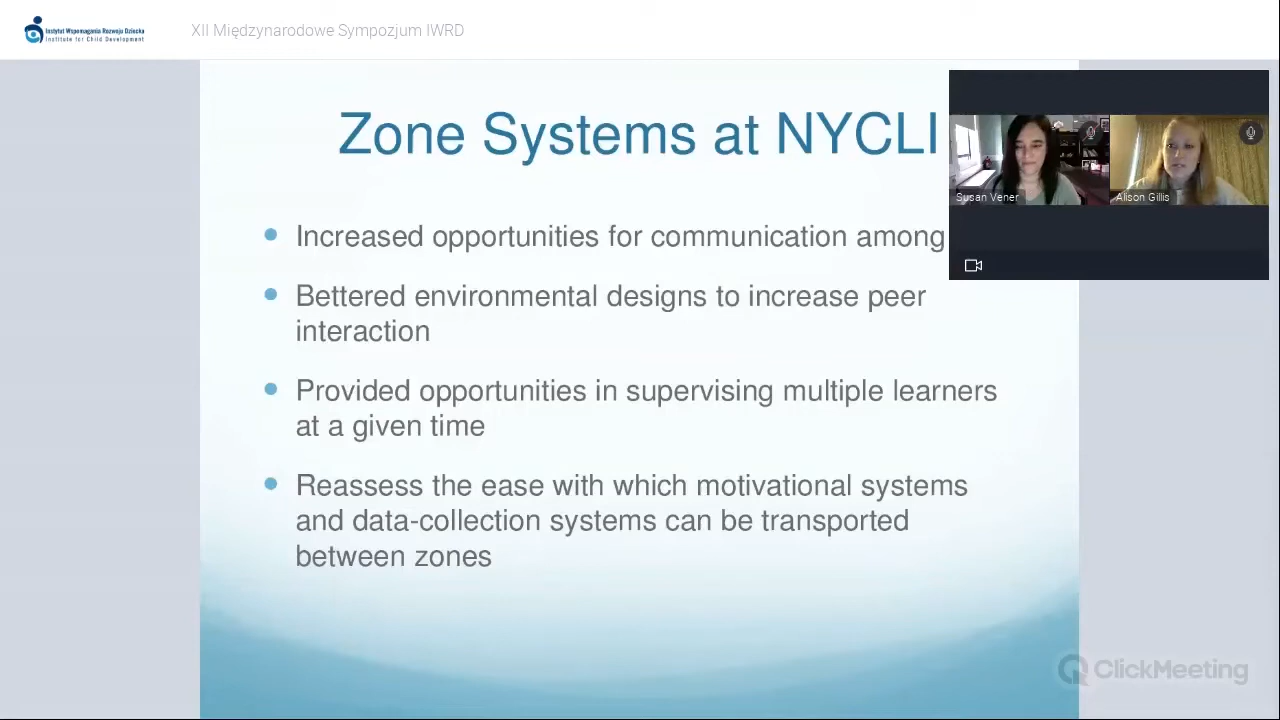 Instytut Wspomagania Rozwoju Dziecka
Institute for Child Development
XII Międzynarodowe Sympozjum IWRD
Zone Systems at NYCLI
Susan Vener
Alison Gillis
Increased opportunities for communication among
Bettered environmental designs to increase peer
interaction
Provided opportunities in supervising multiple learners
at a given time
Reassess the ease with which motivational systems
and data-collection systems can be transported
between zones
ClickMeeting